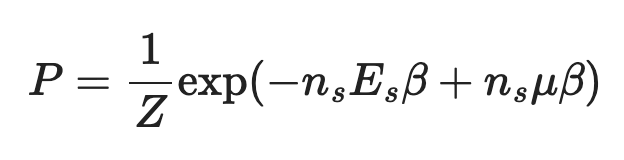 P = \frac{1}{Z} \exp(-n_s E_s \beta + n_s \mu \beta)